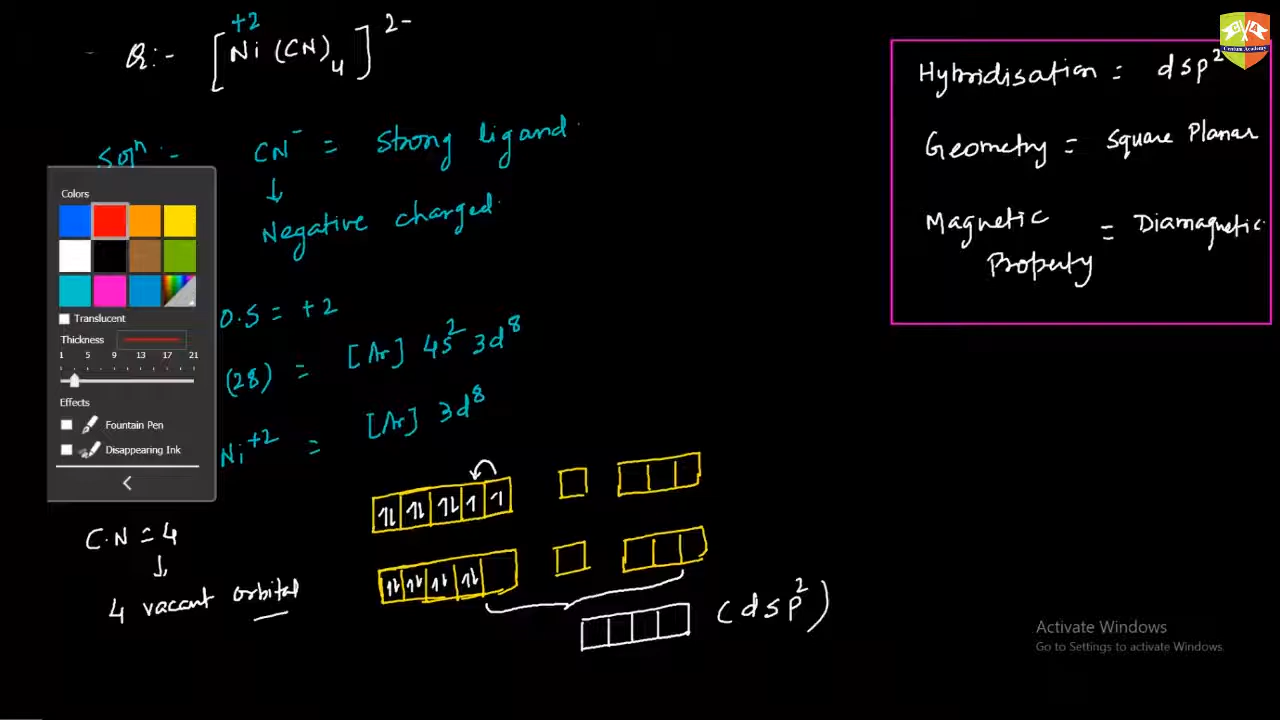 Q:- [Ni(CN)4]2-
+2
Soln :- CN- = Strong ligand.
↓
Negative charged.
O.S = +2
(28) = [Ar] 4s2 3d8
Ni+2 = [Ar] 3d8
C.N = 4
↓
4 vacant orbital
(dsp2)
Hybridisation = dsp2
Geometry = Square Planar
Magnetic Property = Diamagnetic.
Colors
Translucent
Thickness
1 5 9 13 17 21
Effects
Fountain Pen
Disappearing Ink
Centum Academy
Activate Windows
Go to Settings to activate Windows.